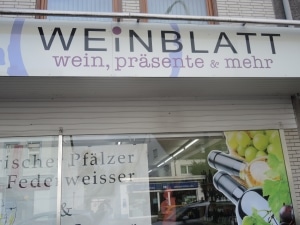 WEiNBLATT
wein, präsente & mehr
Pfälzer
Federweisser
&